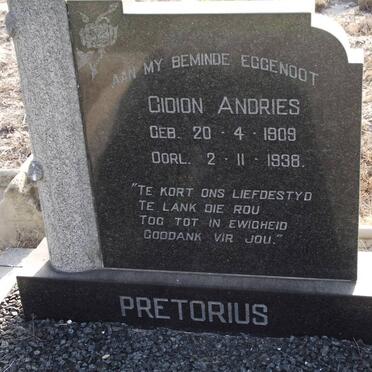 AAN MY BEMINDE EGGENOOT
GIDION ANDRIES
GEB. 20 - 4 - 1909
OORL. 2 - 11 - 1938.
"TE KORT ONS LIEFDESTYD
TE LANK DIE ROU
TOG TOT IN EWIGHEID
GODDANK VIR JOU."
PRETORIUS